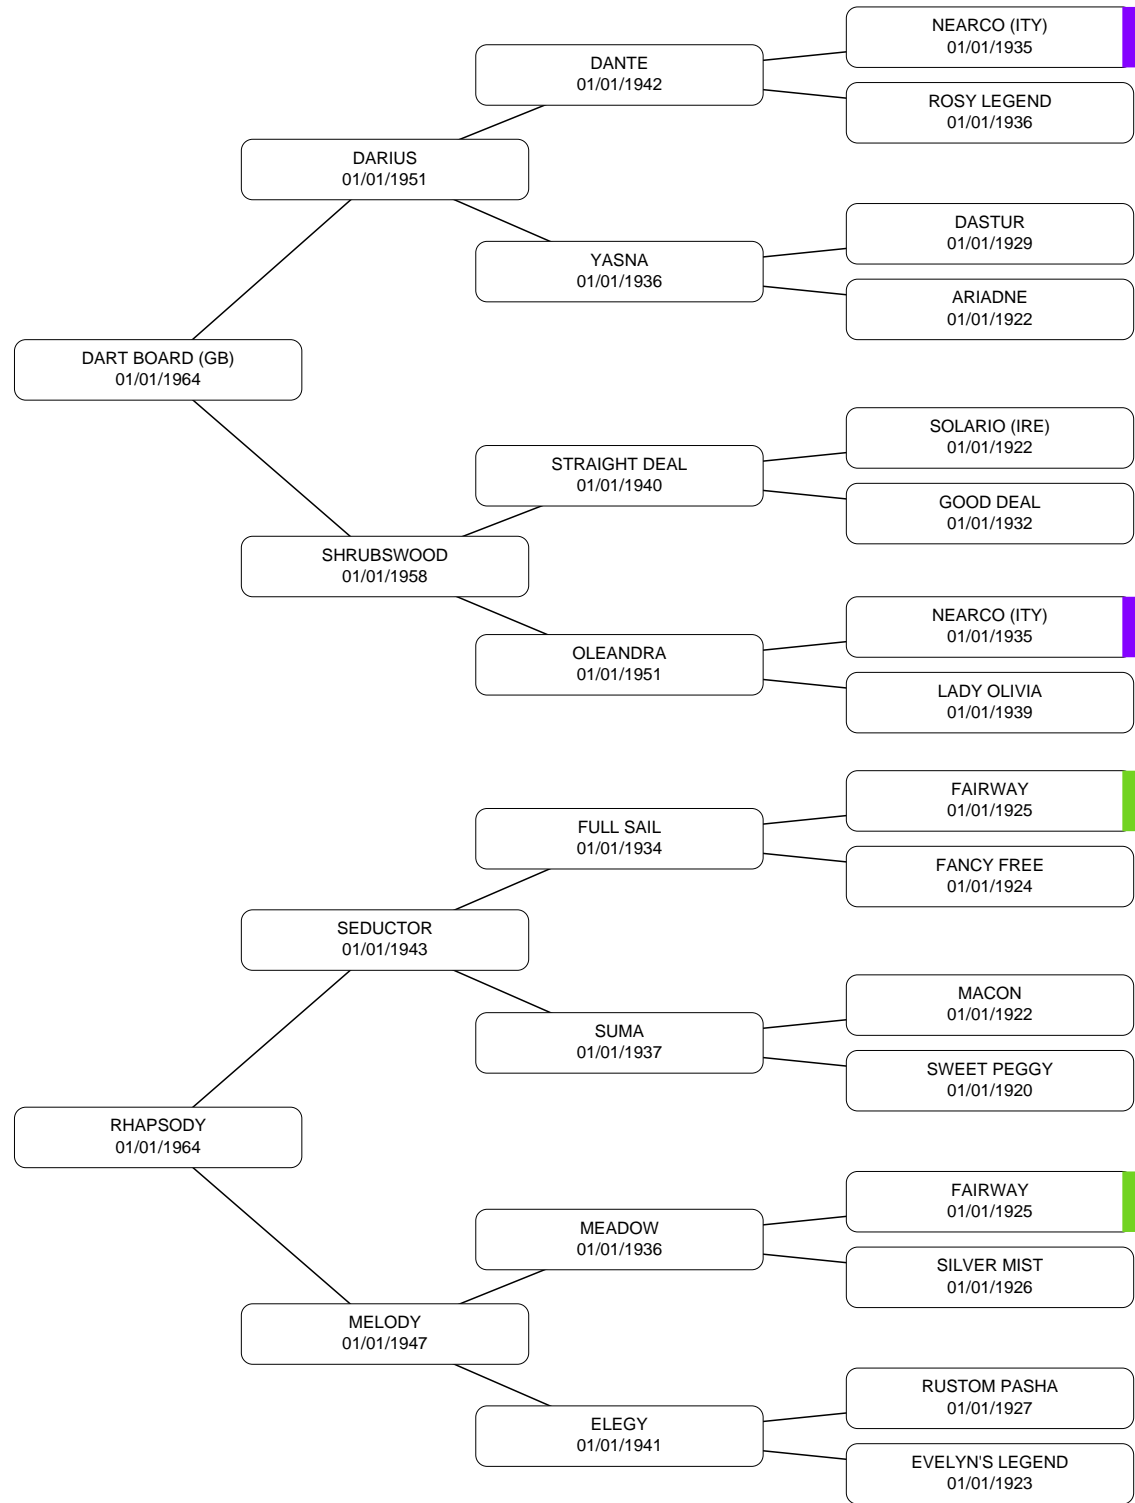 NEARCO (ITY)
01/01/1935
DANTE
01/01/1942
ROSY LEGEND
01/01/1936
DARIUS
01/01/1951
DASTUR
01/01/1929
YASNA
01/01/1936
ARIADNE
01/01/1922
DART BOARD (GB)
01/01/1964
SOLARIO (IRE)
01/01/1922
STRAIGHT DEAL
01/01/1940
GOOD DEAL
01/01/1932
SHRUBSWOOD
01/01/1958
NEARCO (ITY)
01/01/1935
OLEANDRA
01/01/1951
LADY OLIVIA
01/01/1939
FAIRWAY
01/01/1925
FULL SAIL
01/01/1934
FANCY FREE
01/01/1924
SEDUCTOR
01/01/1943
MACON
01/01/1922
SUMA
01/01/1937
SWEET PEGGY
01/01/1920
RHAPSODY
01/01/1964
FAIRWAY
01/01/1925
MEADOW
01/01/1936
SILVER MIST
01/01/1926
MELODY
01/01/1947
RUSTOM PASHA
01/01/1927
ELEGY
01/01/1941
EVELYN'S LEGEND
01/01/1923